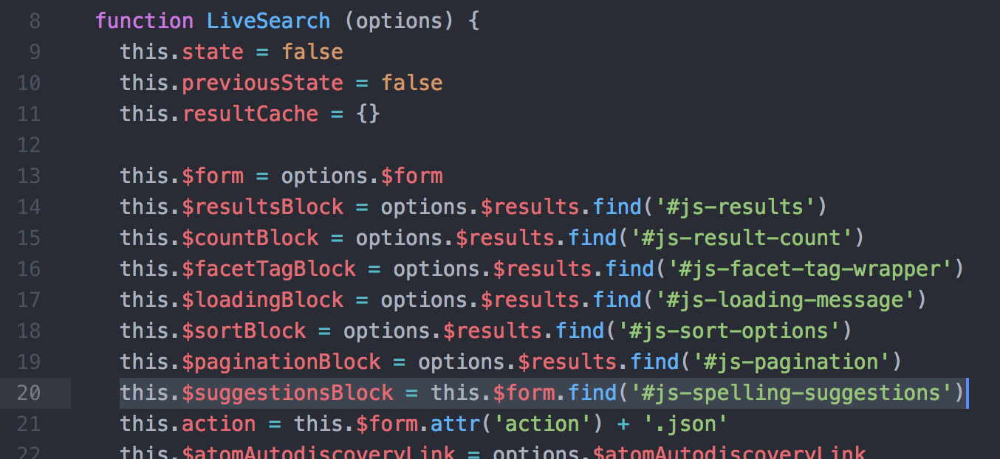 8 function LiveSearch (options) {
9 this.state = false
10 this.previousState = false
11 this.resultCache = {}
12
13 this.$form = options.$form
14 this.$resultsBlock = options.$results.find('#js-results')
15 this.$countBlock = options.$results.find('#js-result-count')
16 this.$facetTagBlock = options.$results.find('#js-facet-tag-wrapper')
17 this.$loadingBlock = options.$results.find('#js-loading-message')
18 this.$sortBlock = options.$results.find('#js-sort-options')
19 this.$paginationBlock = options.$results.find('#js-pagination')
20 this.$suggestionsBlock = this.$form.find('#js-spelling-suggestions')
21 this.action = this.$form.attr('action') + '.json'
22 this.$atomAutodiscoveryLink = options.$atomAutodiscoveryLink